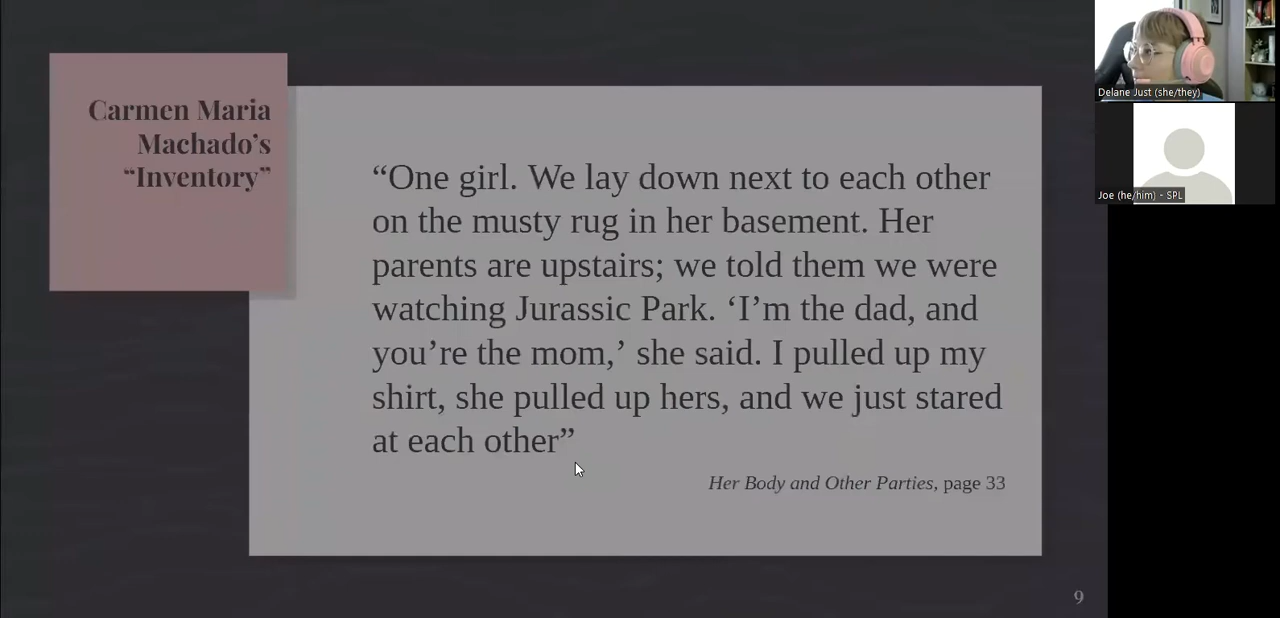 Carmen Maria
Machado’s
“Inventory”
“One girl. We lay down next to each other
on the musty rug in her basement. Her
parents are upstairs; we told them we were
watching Jurassic Park. ‘I’m the dad, and
you’re the mom,’ she said. I pulled up my
shirt, she pulled up hers, and we just stared
at each other”
Her Body and Other Parties, page 33
9
Delane Just (she/they)
Joe (he/him) - SPL